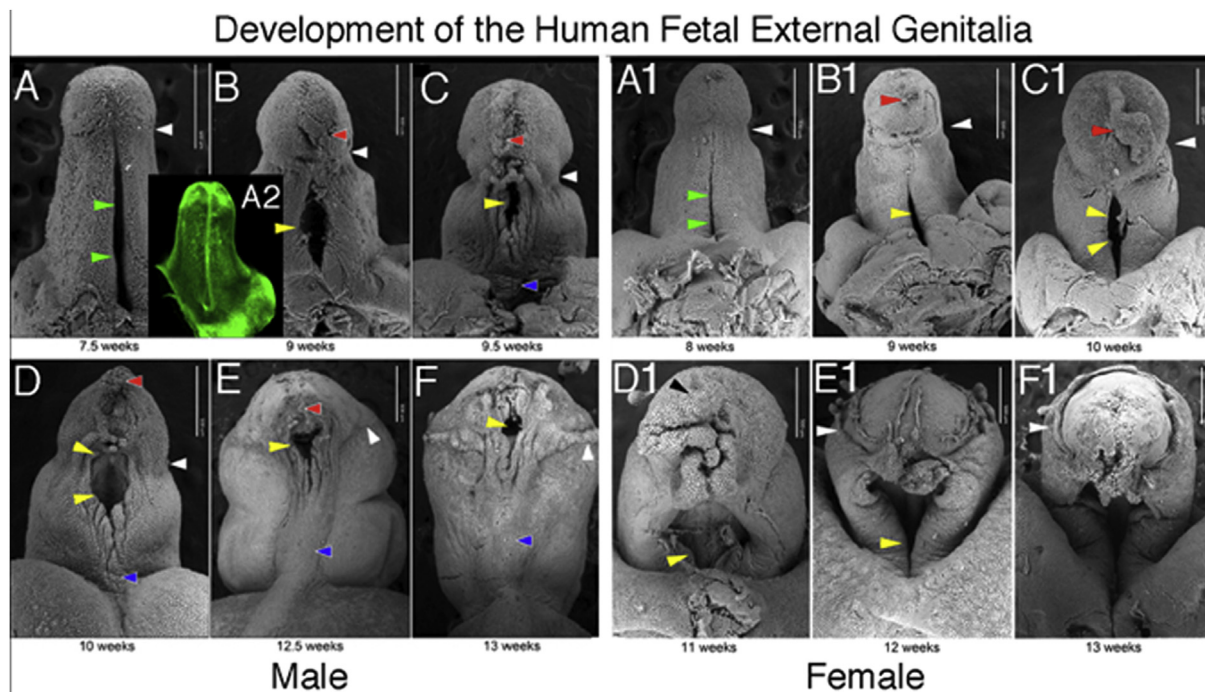 Development of the Human Fetal External Genitalia
A B C A1 B1 C1
A2
7.5 weeks 9 weeks 9.5 weeks 8 weeks 9 weeks 10 weeks
D E F D1 E1 F1
10 weeks 12.5 weeks 13 weeks 11 weeks 12 weeks 13 weeks
Male Female